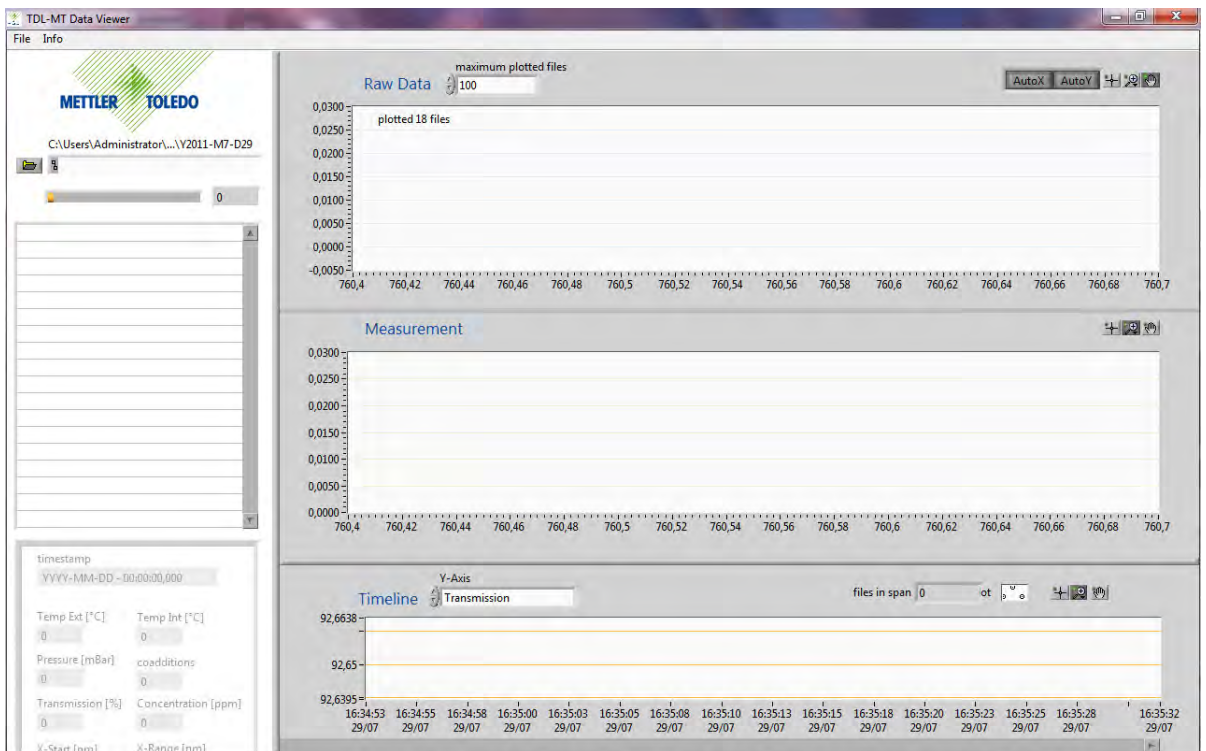 TDL-MT Data Viewer
File Info
METTLER TOLEDO
C:\Users\Administrator\...\Y2011-M7-D29
0
timestamp
YYYY-MM-DD - 00:00:00,000
Temp Ext [°C] Temp Int [°C]
0 0
Pressure [mBar] coadditions
0 0
Transmission [%] Concentration [ppm]
0 0
X-Start [nm] X-Range [nm]
Raw Data
maximum plotted files
100
AutoX AutoY
plotted 18 files
0,0300
0,0250
0,0200
0,0150
0,0100
0,0050
0,0000
-0,0050
760,4 760,42 760,44 760,46 760,48 760,5 760,52 760,54 760,56 760,58 760,6 760,62 760,64 760,66 760,68 760,7
Measurement
0,0300
0,0250
0,0200
0,0150
0,0100
0,0050
0,0000
760,4 760,42 760,44 760,46 760,48 760,5 760,52 760,54 760,56 760,58 760,6 760,62 760,64 760,66 760,68 760,7
Timeline
Y-Axis
Transmission
files in span 0 ot
92,6638
92,65
92,6395
16:34:53 16:34:55 16:34:58 16:35:00 16:35:03 16:35:05 16:35:08 16:35:10 16:35:13 16:35:15 16:35:18 16:35:20 16:35:23 16:35:25 16:35:28 16:35:32
29/07 29/07 29/07 29/07 29/07 29/07 29/07 29/07 29/07 29/07 29/07 29/07 29/07 29/07 29/07 29/07